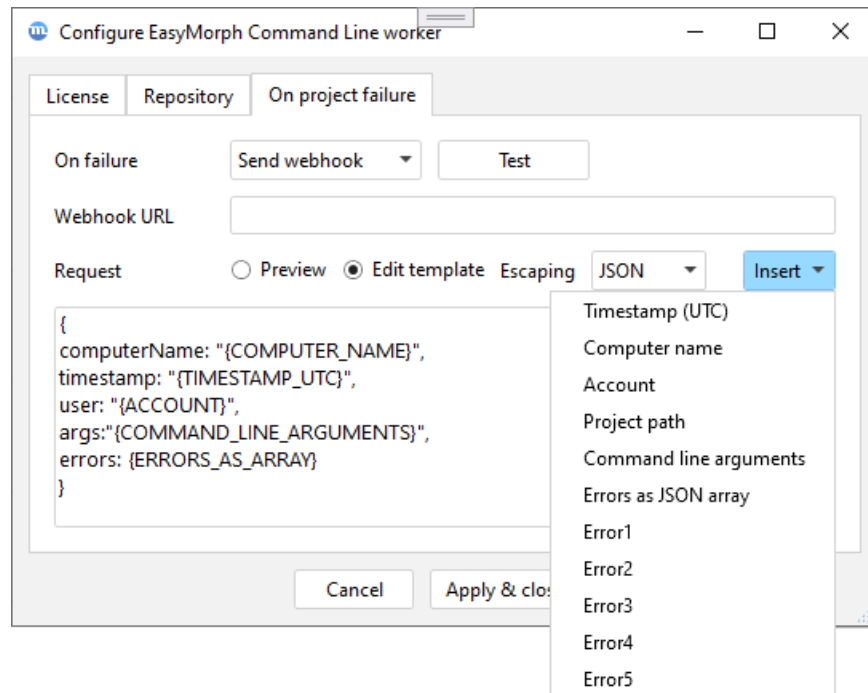 Configure EasyMorph Command Line worker
License Repository On project failure
On failure Send webhook Test
Webhook URL
Request Preview Edit template Escaping JSON Insert
{
computerName: "{COMPUTER_NAME}",
timestamp: "{TIMESTAMP_UTC}",
user: "{ACCOUNT}",
args:"{COMMAND_LINE_ARGUMENTS}",
errors: {ERRORS_AS_ARRAY}
}
Timestamp (UTC)
Computer name
Account
Project path
Command line arguments
Errors as JSON array
Error1
Error2
Error3
Error4
Error5
Cancel Apply & clos